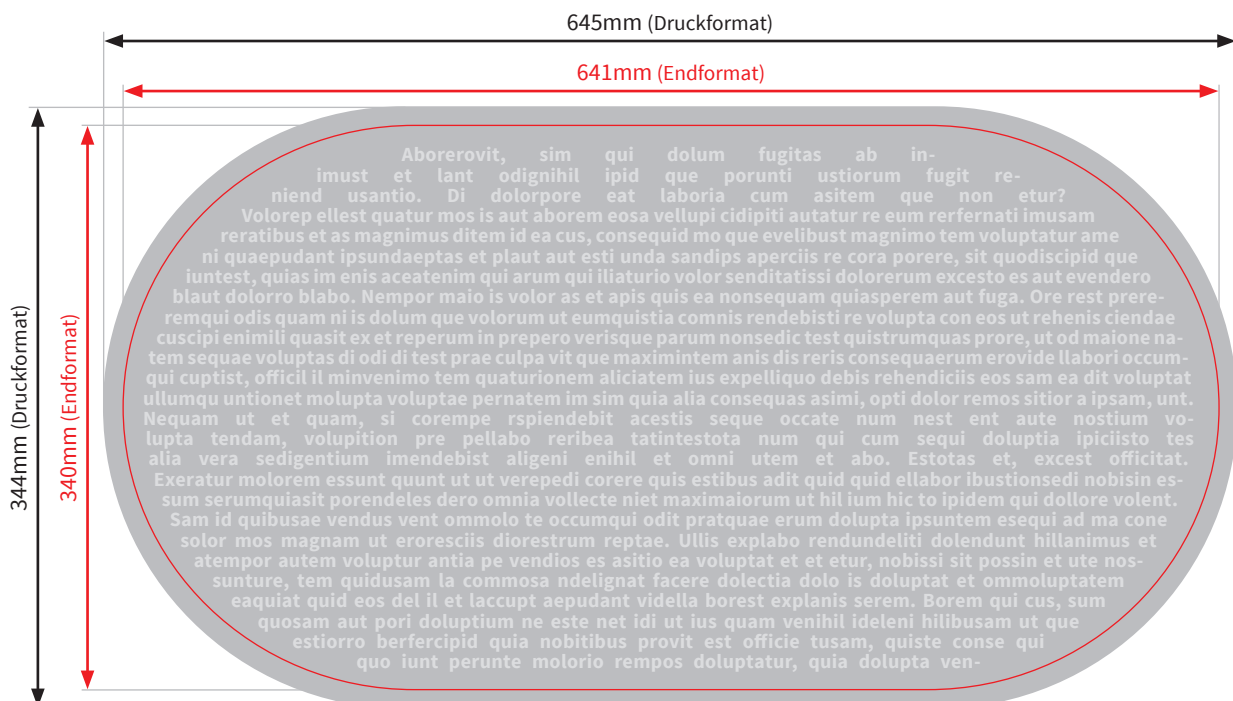 645mm (Druckformat)
641mm (Endformat)
344mm (Druckformat)
340mm (Endformat)
Aborerovit, sim qui dolum fugitas ab in-
imust et lant odignihil ipid que porunti ustiorum fugit re-
niend usantio. Di dolorpore eat laboria cum asitem que non etur?
Volorep ellest quatur mos is aut aborem es ea vellupi cidipiti autatur re eum rerfernati imusam
reratibus et as magnimus ditem id ea cus, consequid mo que evelibust magnimo tem voluptatur ame
ni quaepudant ipsundaeptas et plaut aut esti unda sandips aperciis re cora porere, sit quodiscipid que
iuntest, quias im enis aceatenim qui arum qui iliaturio volor senditatissi dolorerum excesto es aut evendero
blaut dolorro blabo. Nempor maio in volor as et apis quis ea nonsequam quiasperem aut fuga. Ore rest prere-
remqui odis quam ni is dolum que volorum ut eumquistia comnis modebisti re volupta con eos ut rehenis ciendae
cuscipi enimili quasit ex et reperum in prepero verisque parum nonsedic test quistrumquas prore, ut od maione na-
tem sequae voluptas di odi di test prae culpa vit que maximintem andaeris reris consequaerum erovide llabori occum-
qui cuptist, officil il minvenimo tem quaturionem aliciatem ius expediquo debis rehendiciis eos sam ea dit voluptat
ullumqu untionet molupta voluptae pernatem im sim quia alia consequas asimi, opti dolor remos sitior a ipsam, unt.
Nequam ut et quam, si corempe rspiendebit acestis seque occate num nest ent aute nostium vo-
lupta tendam, volupition pre pellabo reribea tatintestota num qui cum sequi doluptia ipiciisto tes
alia vera sedigentium imendebist aligeni enihil et omni uem et abo. Estotas et, excest officitat.
Exeratur molorem essunt quunt et ut verepeli corere quis estibus adit quid quid ellabor ibustionsedi nobisin es-
sum serumquiasit porendeles dero omnia vollecte niet maximaiorum ut hil ium hic to ipidem qui dollore volent.
Sam id quibusae vendus vent ommod te occumqui odit pratquae erum dolupta ipsuntem esequi ad ma cone
solor mos magnam ut eroresciis diorestrum reptae. Ullis explabo rendundeliti dolendunt hillanimus et
atempor autem voluptur antia pe vendios es asitio ea voluptat et et etur, nobissi sit possin et ute nos-
sunture, tem quidusam la commosa ndelignat facere dolectia dolo is doluptat et ommoluptatem
eaquiat quid eos del il et laccupt aepudant vidella borest explanis serem. Borem qui cus, sum
quosam aut pori doluptium ne este net idi ut ius quam venihil ideleni hilibusam ut que
estiorro berfercipid quia nobitibus provit est officie tusam, quiste conse qui
quo iunt perunte molorio rempos doluptatur, quia dolupta ven-